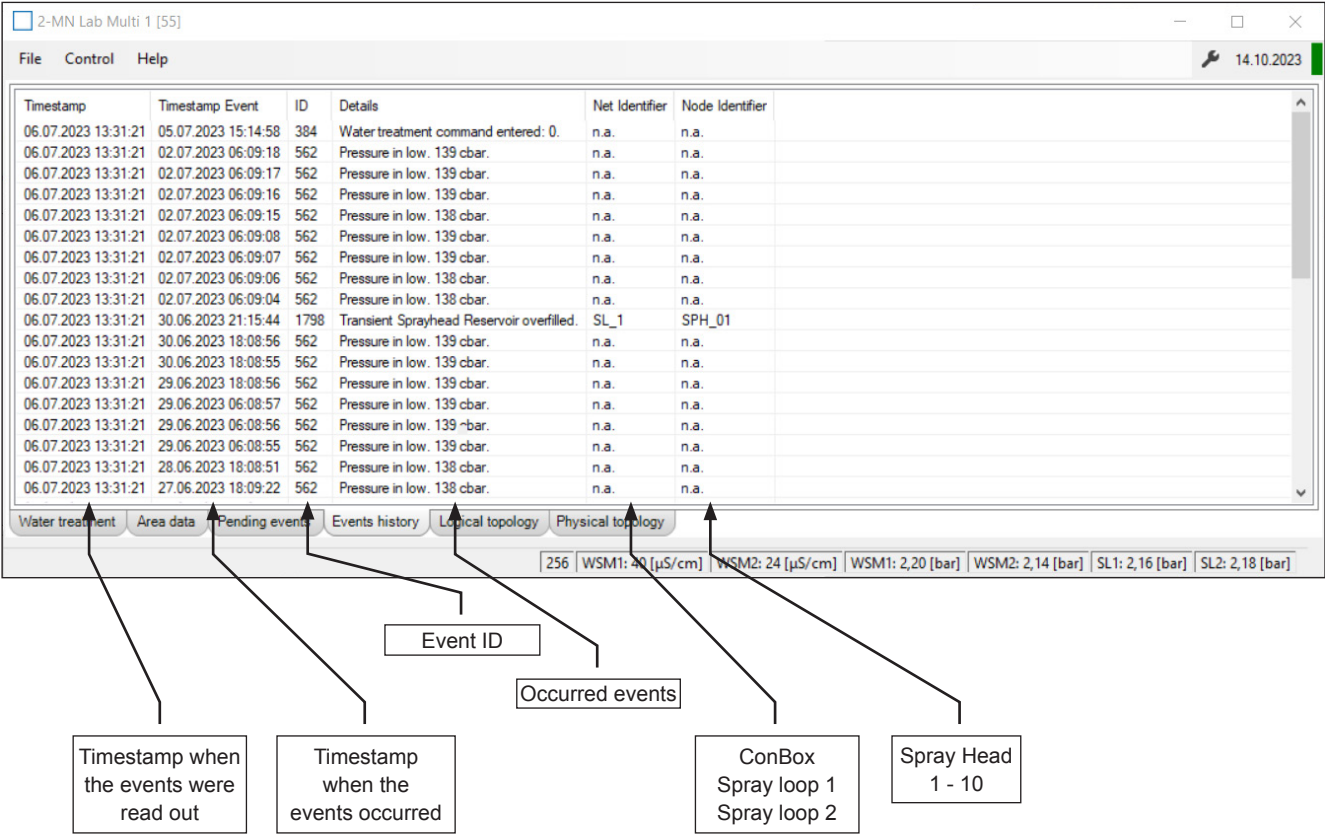 2-MN Lab Multi 1 [55]
File Control Help 14.10.2023
Timestamp Timestamp Event ID Details Net Identifier Node Identifier
06.07.2023 13:31:21 05.07.2023 15:14:58 384 Water treatment command entered: 0. n.a. n.a.
06.07.2023 13:31:21 02.07.2023 06:09:18 562 Pressure in low. 139 cbar. n.a. n.a.
06.07.2023 13:31:21 02.07.2023 06:09:17 562 Pressure in low. 139 cbar. n.a. n.a.
06.07.2023 13:31:21 02.07.2023 06:09:16 562 Pressure in low. 139 cbar. n.a. n.a.
06.07.2023 13:31:21 02.07.2023 06:09:15 562 Pressure in low. 138 cbar. n.a. n.a.
06.07.2023 13:31:21 02.07.2023 06:09:08 562 Pressure in low. 139 cbar. n.a. n.a.
06.07.2023 13:31:21 02.07.2023 06:09:07 562 Pressure in low. 139 cbar. n.a. n.a.
06.07.2023 13:31:21 02.07.2023 06:09:06 562 Pressure in low. 138 cbar. n.a. n.a.
06.07.2023 13:31:21 02.07.2023 06:09:04 562 Pressure in low. 138 cbar. n.a. n.a.
06.07.2023 13:31:21 30.06.2023 21:15:44 1798 Transient Sprayhead Reservoir overfilled. SL_1 SPH_01
06.07.2023 13:31:21 30.06.2023 18:08:56 562 Pressure in low. 139 cbar. n.a. n.a.
06.07.2023 13:31:21 30.06.2023 18:08:55 562 Pressure in low. 139 cbar. n.a. n.a.
06.07.2023 13:31:21 29.06.2023 18:08:56 562 Pressure in low. 139 cbar. n.a. n.a.
06.07.2023 13:31:21 29.06.2023 06:08:57 562 Pressure in low. 139 cbar. n.a. n.a.
06.07.2023 13:31:21 29.06.2023 06:08:56 562 Pressure in low. 139 cbar. n.a. n.a.
06.07.2023 13:31:21 29.06.2023 06:08:55 562 Pressure in low. 139 cbar. n.a. n.a.
06.07.2023 13:31:21 28.06.2023 18:08:51 562 Pressure in low. 138 cbar. n.a. n.a.
06.07.2023 13:31:21 27.06.2023 18:09:22 562 Pressure in low. 138 cbar. n.a. n.a.
Water treatment Area data Pending events Events history Logical topology Physical topology
256 WSM1: 40 [µS/cm] WSM2: 24 [µS/cm] WSM1: 2,20 [bar] WSM2: 2,14 [bar] SL1: 2,16 [bar] SL2: 2,18 [bar]
Event ID
Occurred events
Timestamp when
the events were
read out
Timestamp
when the
events occurred
ConBox
Spray loop 1
Spray loop 2
Spray Head
1 - 10